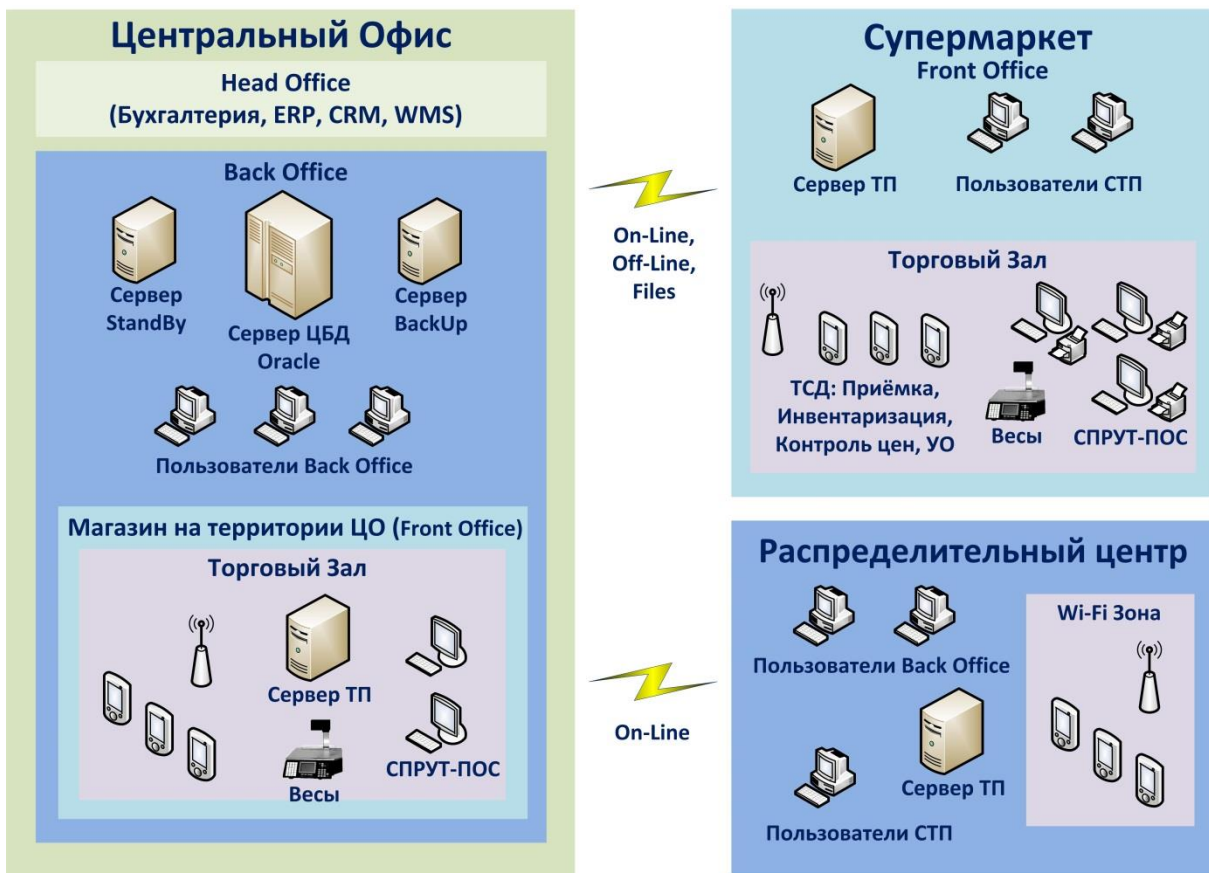 Центральный Офис
Head Office
(Бухгалтерия, ERP, CRM, WMS)
Back Office
Сервер
StandBy
Сервер ЦБД
Oracle
Сервер
BackUp
Пользователи Back Office
Магазин на территории ЦО (Front Office)
Торговый Зал
Сервер ТП
Весы
СПРУТ-ПОС
On-Line,
Off-Line,
Files
On-Line
Супермаркет
Front Office
Сервер ТП
Пользователи СТП
Торговый Зал
ТСД: Приёмка,
Инвентаризация,
Контроль цен, УО
Весы
СПРУТ-ПОС
Распределительный центр
Пользователи Back Office
Wi-Fi Зона
Сервер ТП
Пользователи СТП